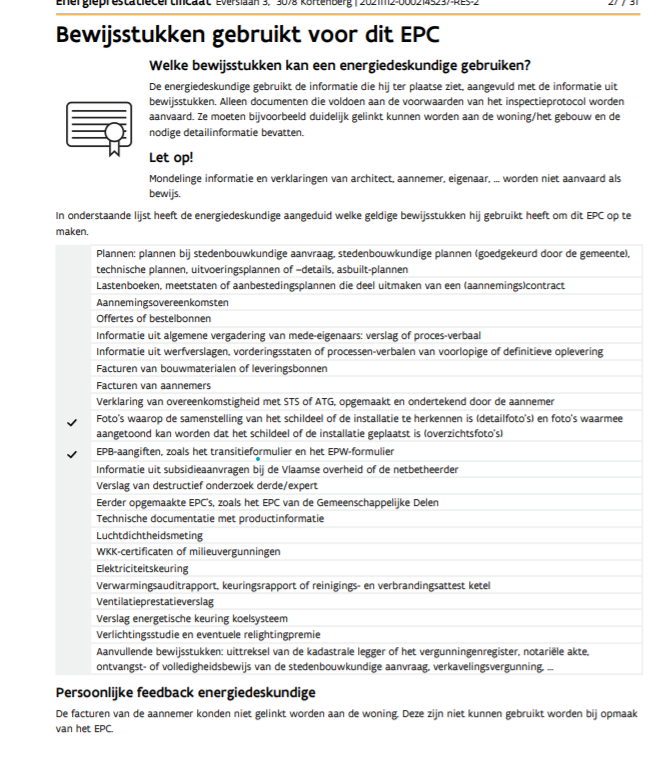 Energieprestatiecertificaat Everslaan 3, 3078 Kortenberg | 20211112-0002145237-RES-2 27 / 31
Bewijsstukken gebruikt voor dit EPC
Welke bewijsstukken kan een energiedeskundige gebruiken?
De energiedeskundige gebruikt de informatie die hij ter plaatse ziet, aangevuld met de informatie uit
bewijsstukken. Alleen documenten die voldoen aan de voorwaarden van het inspectieprotocol worden
aanvaard. Ze moeten bijvoorbeeld duidelijk gelinkt kunnen worden aan de woning/het gebouw en de
nodige detailinformatie bevatten.
Let op!
Mondelinge informatie en verklaringen van architect, aannemer, eigenaar, ... worden niet aanvaard als
bewijs.
In onderstaande lijst heeft de energiedeskundige aangeduid welke geldige bewijsstukken hij gebruikt heeft om dit EPC op te
maken.
Plannen: plannen bij stedenbouwkundige aanvraag, stedenbouwkundige plannen (goedgekeurd door de gemeente),
technische plannen, uitvoeringsplannen of –details, asbuilt-plannen
Lastenboeken, meetstaten of aanbestedingsplannen die deel uitmaken van een (aannemings)contract
Aannemingsovereenkomsten
Offertes of bestelbonnen
Informatie uit algemene vergadering van mede-eigenaars: verslag of proces-verbaal
Informatie uit werfverslagen, vorderingsstaten of processen-verbalen van voorlopige of definitieve oplevering
Facturen van bouwmaterialen of leveringsbonnen
Facturen van aannemers
Verklaring van overeenkomstigheid met STS of ATG, opgemaakt en ondertekend door de aannemer
✓ Foto's waarop de samenstelling van het schildeel of de installatie te herkennen is (detailfoto's) en foto's waarmee
aangetoond kan worden dat het schildeel of de installatie geplaatst is (overzichtsfoto's)
✓ EPB-aangiften, zoals het transitieformulier en het EPW-formulier
Informatie uit subsidieaanvragen bij de Vlaamse overheid of de netbetheerder
Verslag van destructief onderzoek derde/expert
Eerder opgemaakte EPC's, zoals het EPC van de Gemeenschappelijke Delen
Technische documentatie met productinformatie
Luchtdichtheidsmeting
WKK-certificaten of milieuvergunningen
Elektriciteitskeuring
Verwarmingsauditrapport, keuringsrapport of reinigings- en verbrandingsattest ketel
Ventilatieprestatieverslag
Verslag energetische keuring koelsysteem
Verlichtingsstudie en eventuele relightingpremie
Aanvullende bewijsstukken: uittreksel van de kadastrale legger of het vergunningenregister, notariële akte,
ontvangst- of volledigheidsbewijs van de stedenbouwkundige aanvraag, verkavelingsvergunning, ...
Persoonlijke feedback energiedeskundige
De facturen van de aannemer konden niet gelinkt worden aan de woning. Deze zijn niet kunnen gebruikt worden bij opmaak
van het EPC.